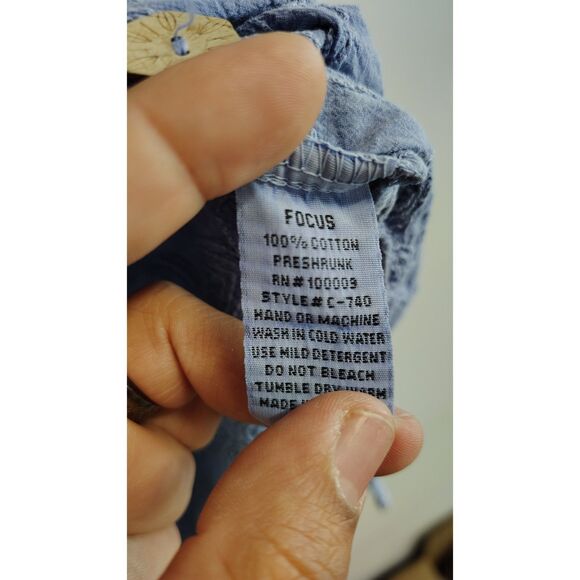 FOCUS
100% COTTON
PRESHRUNK
RN# 100009
STYLE# C-740
HAND OR MACHINE
WASH IN COLD WATER
USE MILD DETERGENT
DO NOT BLEACH
TUMBLE DRY WARM
MADE